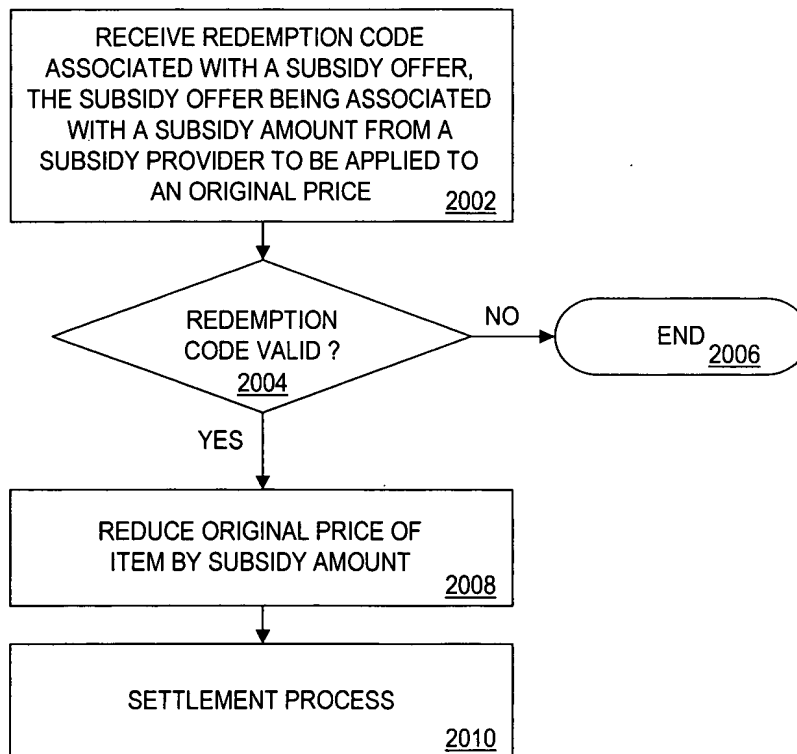 RECEIVE REDEMPTION CODE
ASSOCIATED WITH A SUBSIDY OFFER,
THE SUBSIDY OFFER BEING ASSOCIATED
WITH A SUBSIDY AMOUNT FROM A
SUBSIDY PROVIDER TO BE APPLIED TO
AN ORIGINAL PRICE
2002
REDEMPTION
CODE VALID ?
2004
NO
END
2006
YES
REDUCE ORIGINAL PRICE OF
ITEM BY SUBSIDY AMOUNT
2008
SETTLEMENT PROCESS
2010